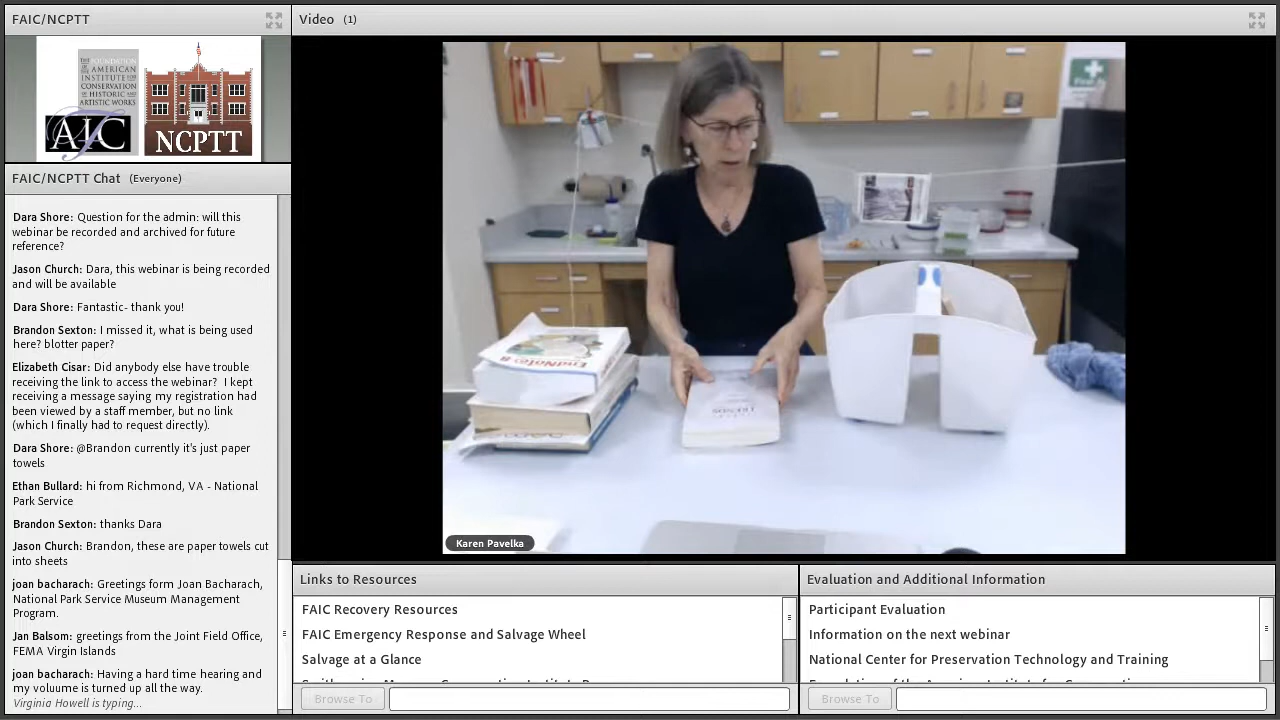 FAIC/NCPTT
THE FOUNDATION
OF THE AMERICAN
INSTITUTE FOR
CONSERVATION
OF HISTORIC AND
ARTISTIC WORKS
AIC
NCPTT
FAIC/NCPTT Chat (Everyone)
Dara Shore: Question for the admin: will this
webinar be recorded and archived for future
reference?
Jason Church: Dara, this webinar is being recorded
and will be available
Dara Shore: Fantastic- thank you!
Brandon Sexton: I missed it, what is being used
here? blotter paper?
Elizabeth Cisar: Did anybody else have trouble
receiving the link to access the webinar? I kept
receiving a message saying my registration had
been viewed by a staff member, but no link
(which I finally had to request directly).
Dara Shore: @Brandon currently it's just paper
towels
Ethan Bullard: hi from Richmond, VA - National
Park Service
Brandon Sexton: thanks Dara
Jason Church: Brandon, these are paper towels cut
into sheets
joan bacharach: Greetings form Joan Bacharach,
National Park Service Museum Management
Program.
Jan Balsom: greetings from the Joint Field Office,
FEMA Virgin Islands
joan bacharach: Having a hard time hearing and
my voluume is turned up all the way.
Virginia Howell is typing...
Video (1)
EndNote 8
TRENDS
Karen Pavelka
Links to Resources
FAIC Recovery Resources
FAIC Emergency Response and Salvage Wheel
Salvage at a Glance
Browse To
Evaluation and Additional Information
Participant Evaluation
Information on the next webinar
National Center for Preservation Technology and Training
Browse To